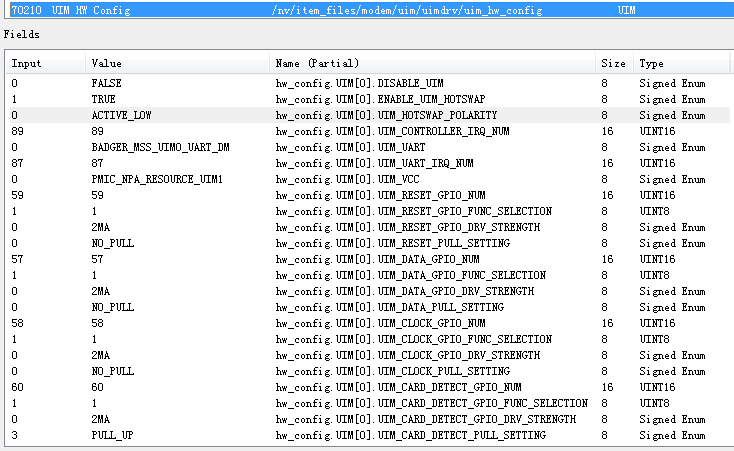 70210 UIM HW Config /nv/item_files/modem/uim/uimdrv/uim_hw_config UIM
Fields
Input Value Name (Partial) Size Type
0 FALSE hw_config.UIM[0].DISABLE_UIM 8 Signed Enum
1 TRUE hw_config.UIM[0].ENABLE_UIM_HOTSWAP 8 Signed Enum
0 ACTIVE_LOW hw_config.UIM[0].UIM_HOTSWAP_POLARITY 8 Signed Enum
89 89 hw_config.UIM[0].UIM_CONTROLLER_IRQ_NUM 16 UINT16
0 BADGER_MSS_UIM0_UART_DM hw_config.UIM[0].UIM_UART 8 Signed Enum
87 87 hw_config.UIM[0].UIM_UART_IRQ_NUM 16 UINT16
0 PMIC_NPA_RESOURCE_UIM1 hw_config.UIM[0].UIM_VCC 8 Signed Enum
59 59 hw_config.UIM[0].UIM_RESET_GPIO_NUM 16 UINT16
1 1 hw_config.UIM[0].UIM_RESET_GPIO_FUNC_SELECTION 8 UINT8
0 2MA hw_config.UIM[0].UIM_RESET_GPIO_DRV_STRENGTH 8 Signed Enum
0 NO_PULL hw_config.UIM[0].UIM_RESET_PULL_SETTING 8 Signed Enum
57 57 hw_config.UIM[0].UIM_DATA_GPIO_NUM 16 UINT16
1 1 hw_config.UIM[0].UIM_DATA_GPIO_FUNC_SELECTION 8 UINT8
0 2MA hw_config.UIM[0].UIM_DATA_GPIO_DRV_STRENGTH 8 Signed Enum
0 NO_PULL hw_config.UIM[0].UIM_DATA_PULL_SETTING 8 Signed Enum
58 58 hw_config.UIM[0].UIM_CLOCK_GPIO_NUM 16 UINT16
1 1 hw_config.UIM[0].UIM_CLOCK_GPIO_FUNC_SELECTION 8 UINT8
0 2MA hw_config.UIM[0].UIM_CLOCK_GPIO_DRV_STRENGTH 8 Signed Enum
0 NO_PULL hw_config.UIM[0].UIM_CLOCK_PULL_SETTING 8 Signed Enum
60 60 hw_config.UIM[0].UIM_CARD_DETECT_GPIO_NUM 16 UINT16
1 1 hw_config.UIM[0].UIM_CARD_DETECT_GPIO_FUNC_SELECTION 8 UINT8
0 2MA hw_config.UIM[0].UIM_CARD_DETECT_GPIO_DRV_STRENGTH 8 Signed Enum
3 PULL_UP hw_config.UIM[0].UIM_CARD_DETECT_PULL_SETTING 8 Signed Enum